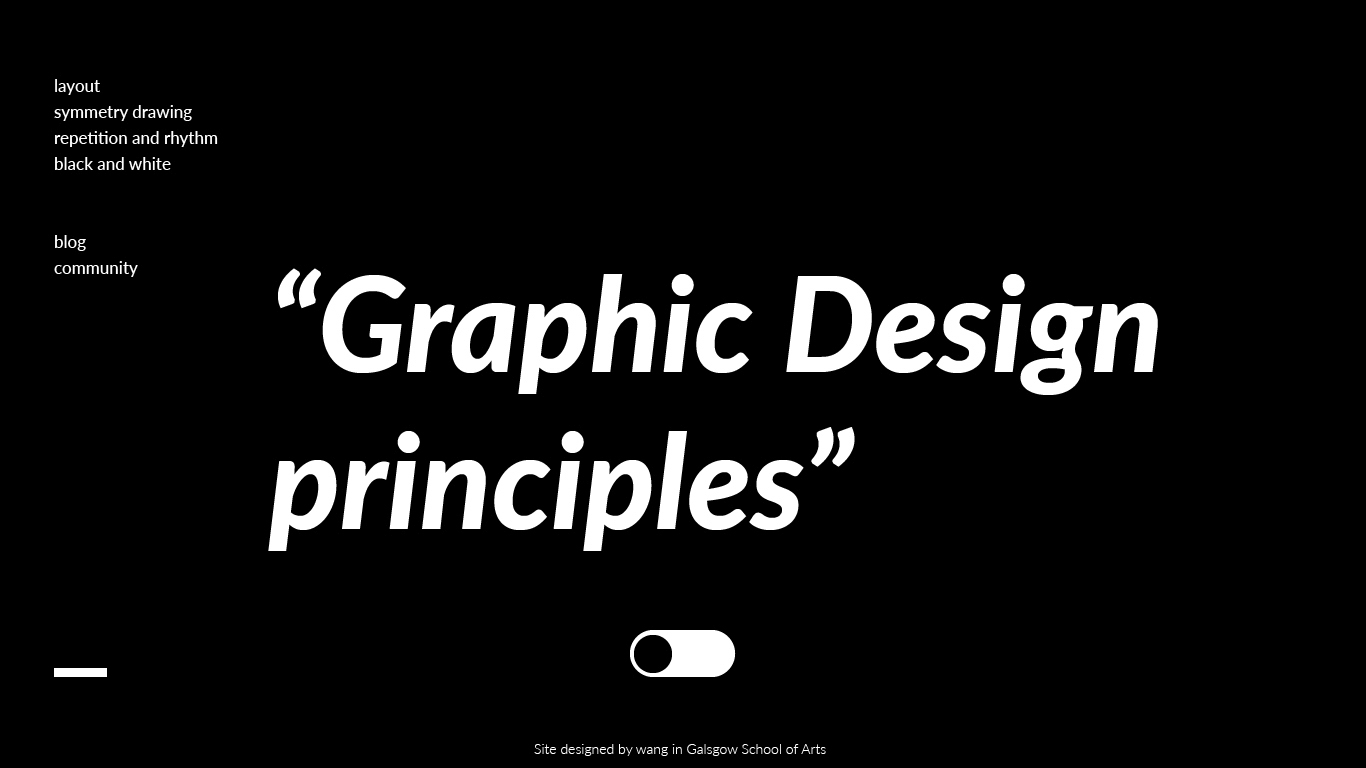 layout
symmetry drawing
repetition and rhythm
black and white
blog
community
“Graphic Design
principles”
Site designed by wang in Galsgow School of Arts